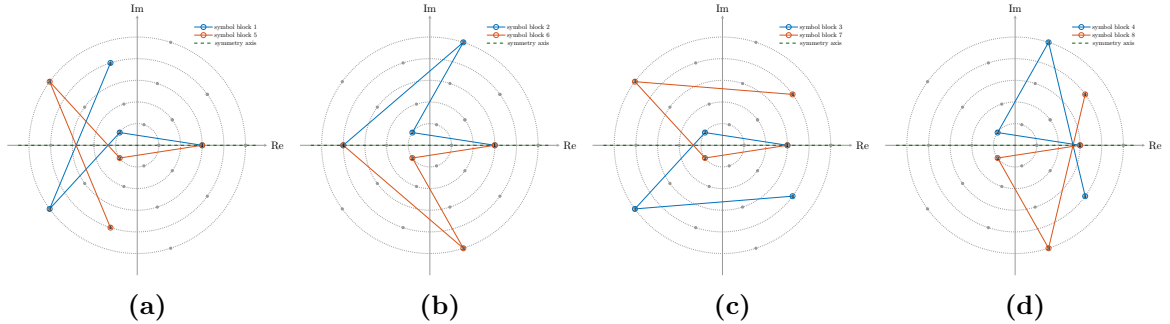 Im
symbol block 1
symbol block 5
symmetry axis
Re
(a)
Im
symbol block 2
symbol block 6
symmetry axis
Re
(b)
Im
symbol block 3
symbol block 7
symmetry axis
Re
(c)
Im
symbol block 4
symbol block 8
symmetry axis
Re
(d)